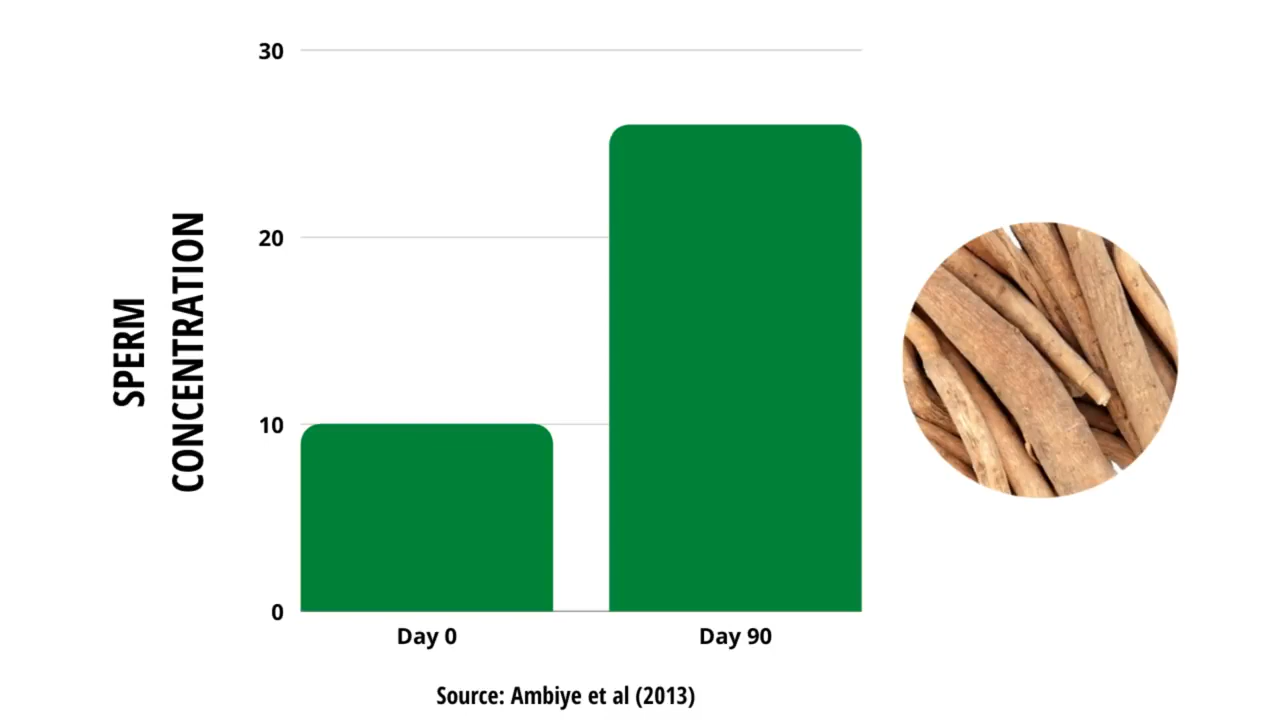 SPERM
CONCENTRATION
30
20
10
0
Day 0
Day 90
Source: Ambiye et al (2013)